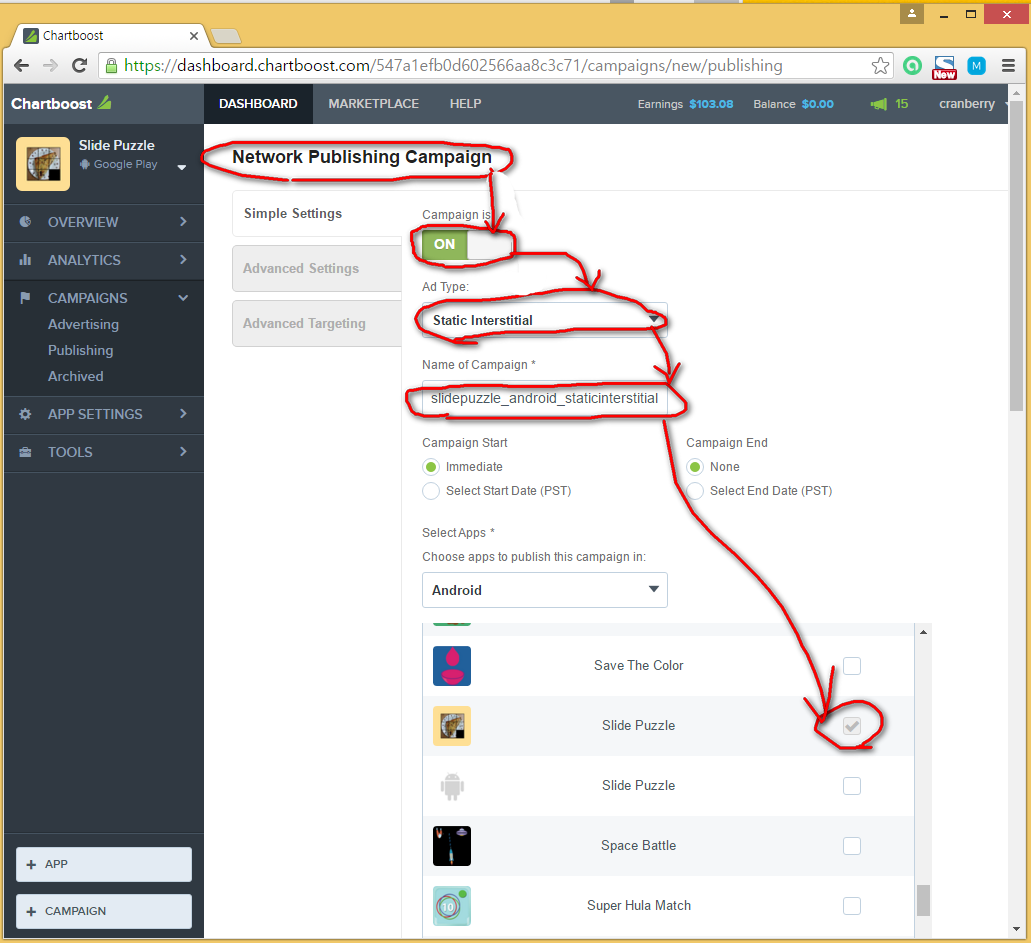 Chartboost
https://dashboard.chartboost.com/547a1efb0d602566aa8c3c71/campaigns/new/publishing
New
M
Chartboost
DASHBOARD
MARKETPLACE
HELP
Earnings $103.08
Balance $0.00
15
cranberry
Slide Puzzle
Google Play
OVERVIEW
ANALYTICS
CAMPAIGNS
Advertising
Publishing
Archived
APP SETTINGS
TOOLS
+ APP
+ CAMPAIGN
Network Publishing Campaign
Simple Settings
Advanced Settings
Advanced Targeting
Campaign is
ON
Ad Type:
Static Interstitial
Name of Campaign *
slidepuzzle_android_staticinterstitial
Campaign Start
Immediate
Select Start Date (PST)
Campaign End
None
Select End Date (PST)
Select Apps *
Choose apps to publish this campaign in:
Android
Save The Color
Slide Puzzle
Slide Puzzle
Space Battle
10
Super Hula Match